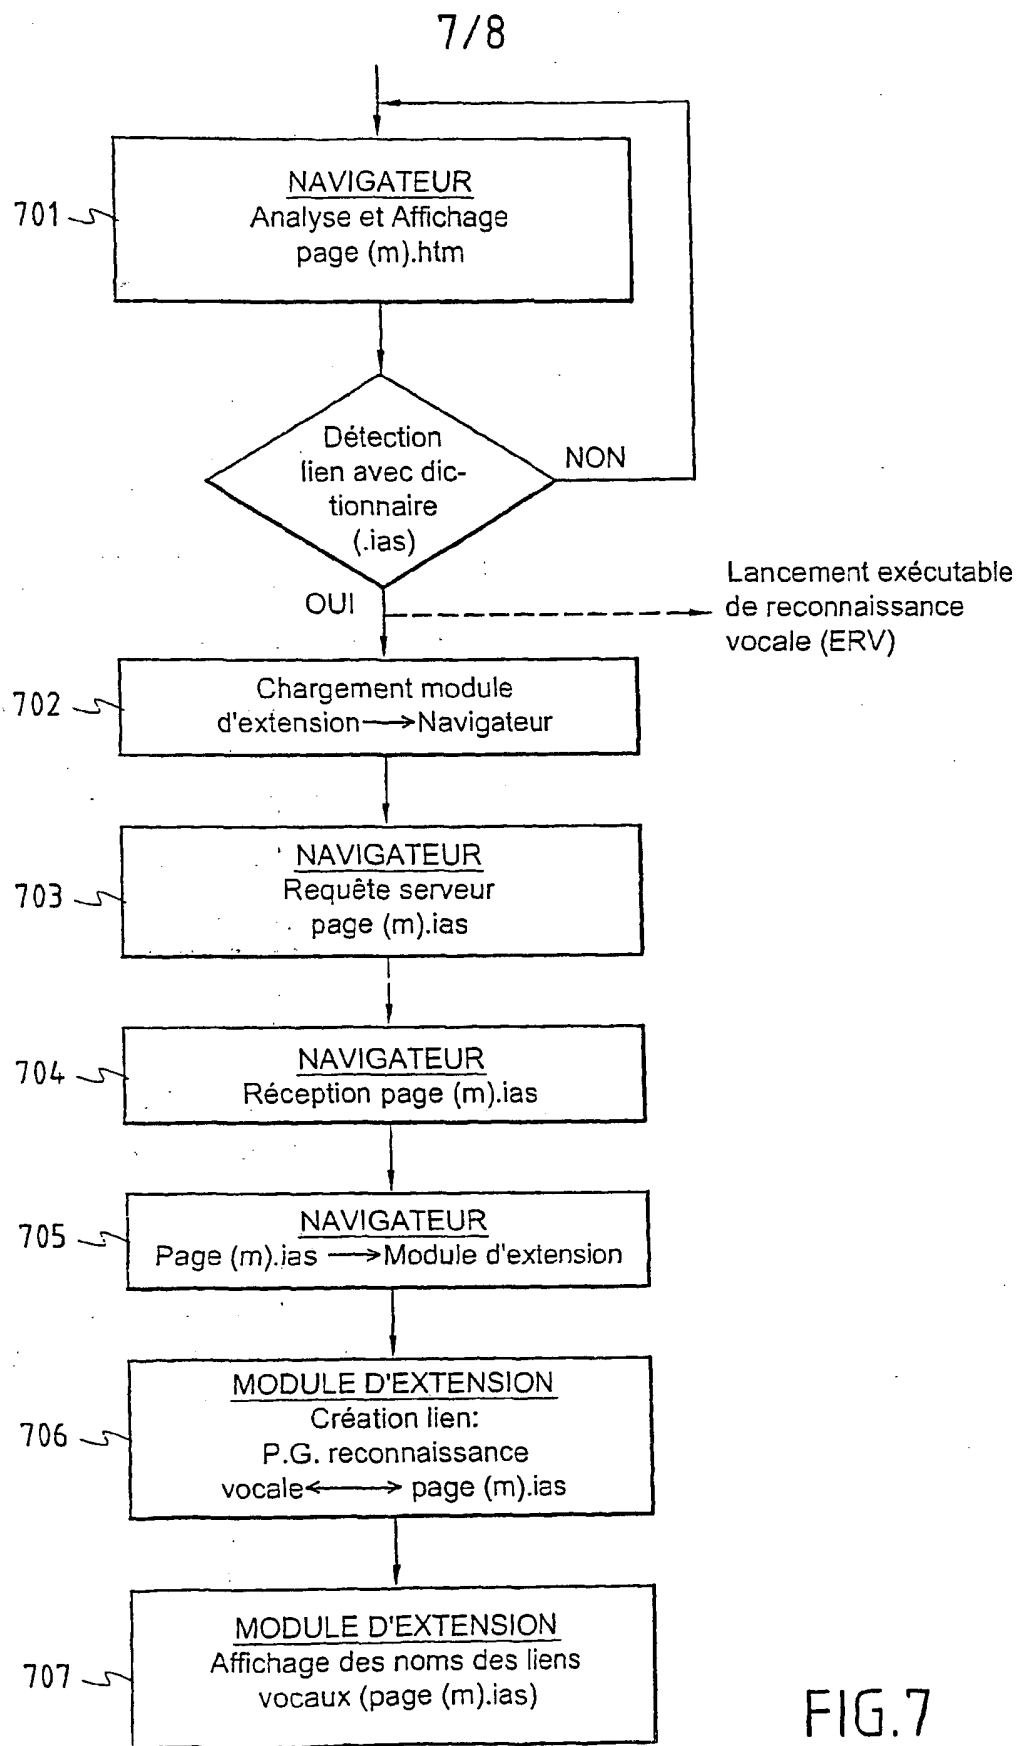 7/8
701
NAVIGATEUR
Analyse et Affichage
page (m).htm
Détection
lien avec dic-
tionnaire
(.ias)
NON
OUI
Lancement exécutable
de reconnaissance
vocale (ERV)
702
Chargement module
d'extension → Navigateur
703
NAVIGATEUR
Requête serveur
page (m).ias
704
NAVIGATEUR
Réception page (m).ias
705
NAVIGATEUR
Page (m).ias → Module d'extension
706
MODULE D'EXTENSION
Création lien:
P.G. reconnaissance
vocale ↔ page (m).ias
707
MODULE D'EXTENSION
Affichage des noms des liens
vocaux (page (m).ias)
FIG.7